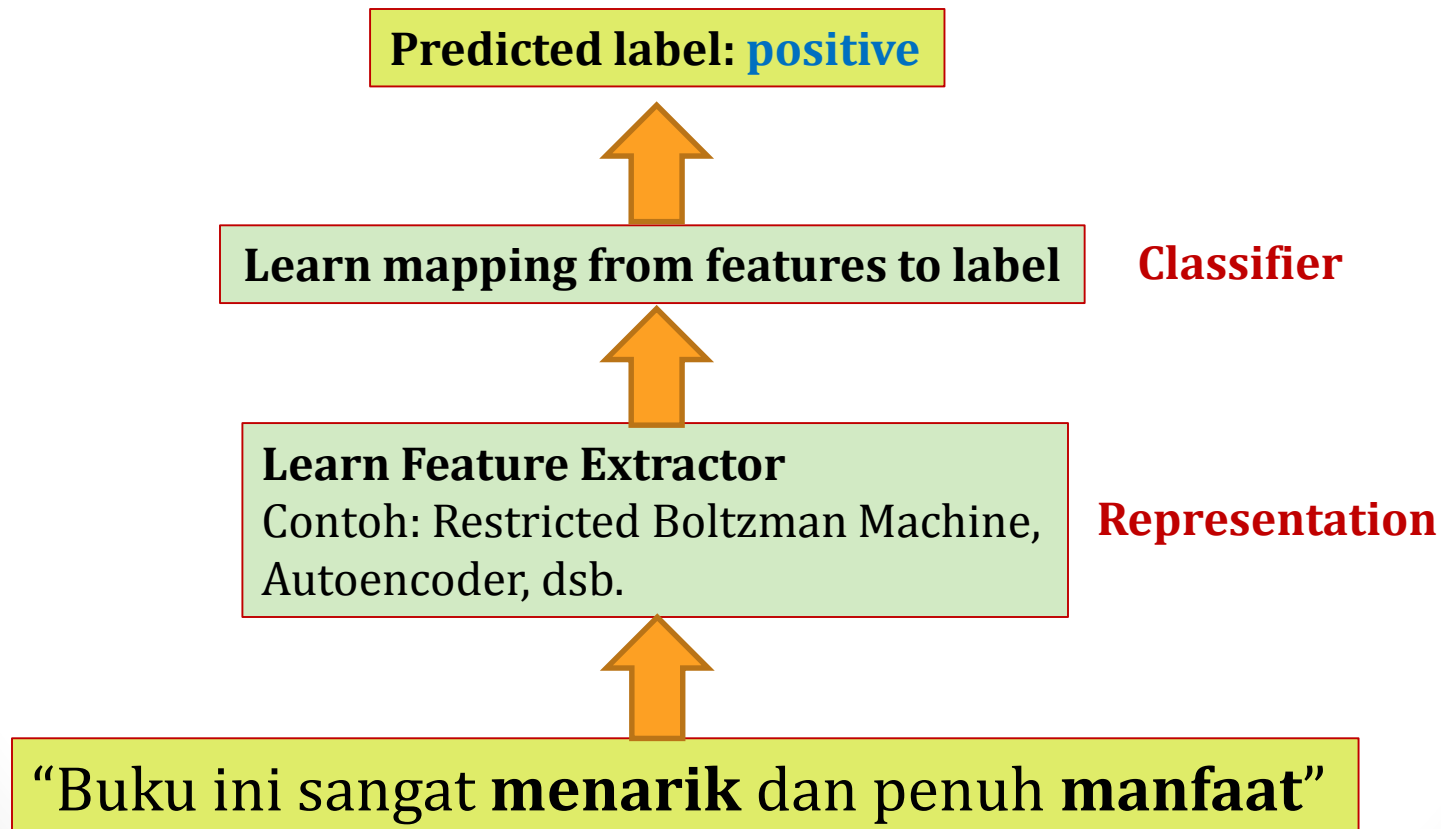 Predicted label: positive
Learn mapping from features to label
Classifier
Learn Feature Extractor
Contoh: Restricted Boltzman Machine,
Autoencoder, dsb.
Representation
“Buku ini sangat menarik dan penuh manfaat”